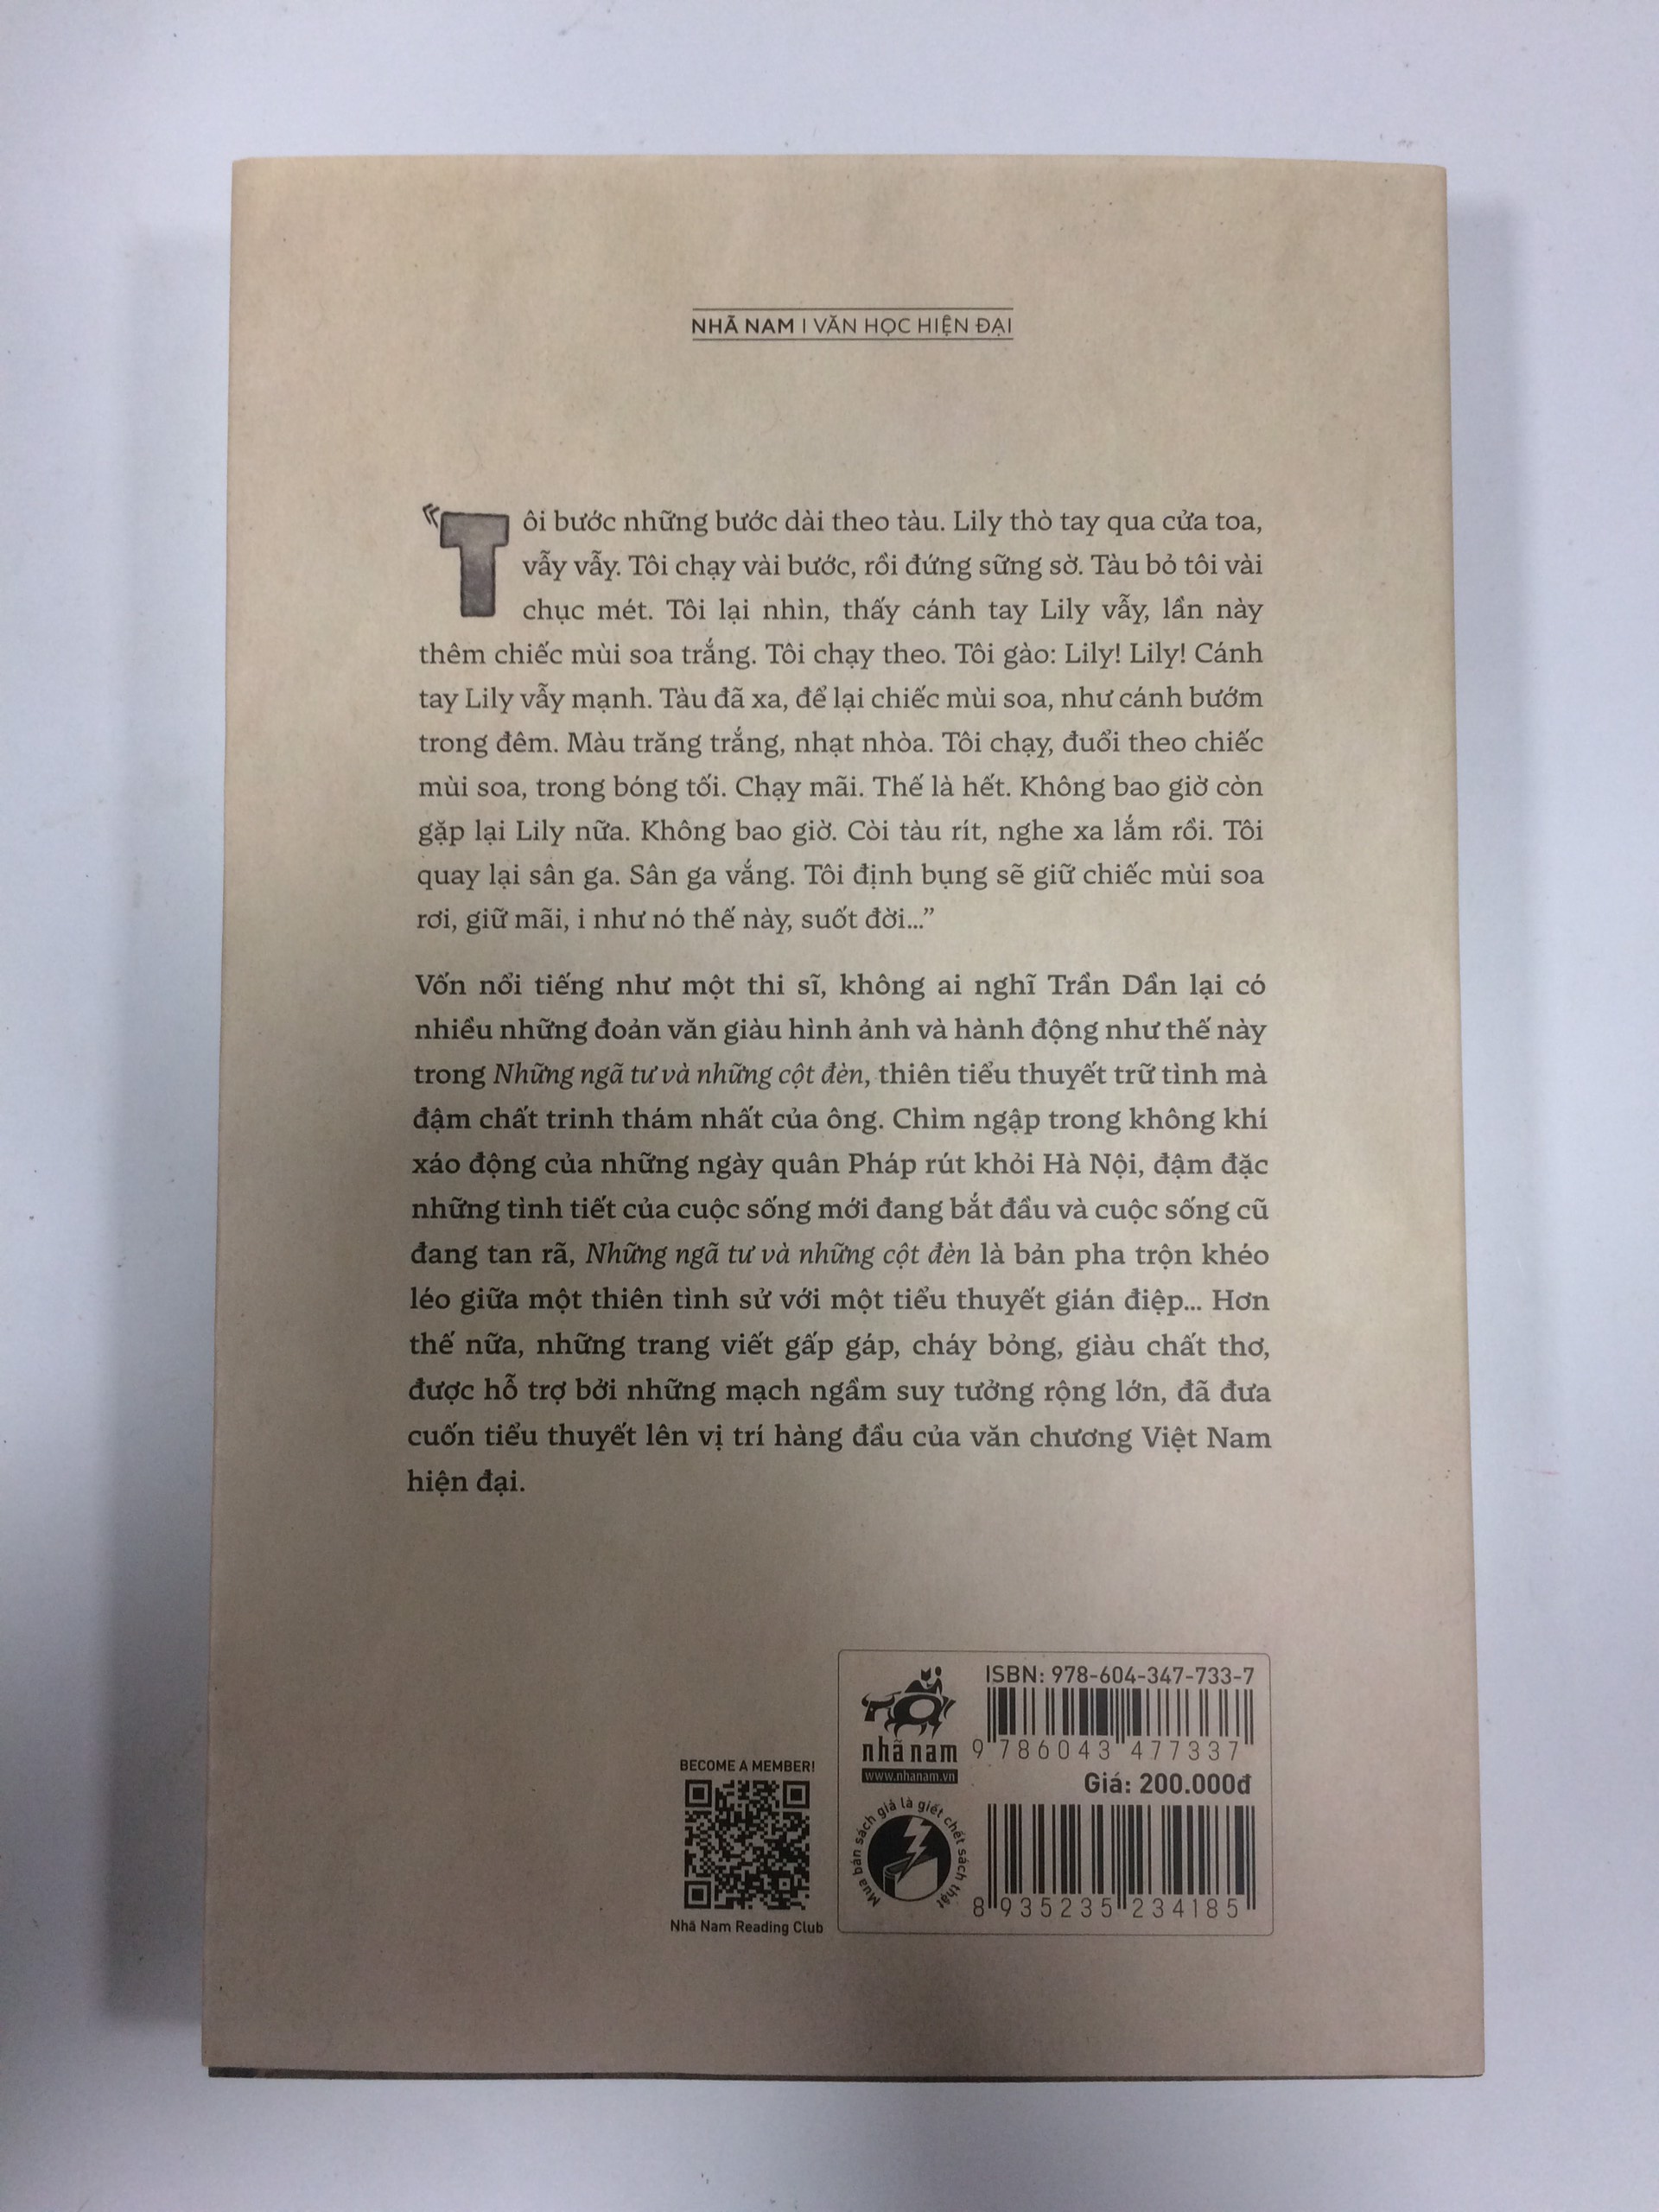 NHÃ NAM | VĂN HỌC HIỆN ĐẠI
“Tôi bước những bước dài theo tàu. Lily thò tay qua cửa toa,
vẫy vẫy. Tôi chạy vài bước, rồi đứng sững sờ. Tàu bỏ tôi vài
chục mét. Tôi lại nhìn, thấy cánh tay Lily vẫy, lần này
thêm chiếc mùi soa trắng. Tôi chạy theo. Tôi gào: Lily! Lily! Cánh
tay Lily vẫy mạnh. Tàu đã xa, để lại chiếc mùi soa, như cánh bướm
trong đêm. Màu trăng trắng, nhạt nhòa. Tôi chạy, đuổi theo chiếc
mùi soa, trong bóng tối. Chạy mãi. Thế là hết. Không bao giờ còn
gặp lại Lily nữa. Không bao giờ. Còi tàu rít, nghe xa lắm rồi. Tôi
quay lại sân ga. Sân ga vắng. Tôi định bụng sẽ giữ chiếc mùi soa
rơi, giữ mãi, i như nó thế này, suốt đời...”
Vốn nổi tiếng như một thi sĩ, không ai nghĩ Trần Dần lại có
nhiều những đoản văn giàu hình ảnh và hành động như thế này
trong Những ngã tư và những cột đèn, thiên tiểu thuyết trữ tình mà
đậm chất trinh thám nhất của ông. Chìm ngập trong không khí
xáo động của những ngày quân Pháp rút khỏi Hà Nội, đậm đặc
những tình tiết của cuộc sống mới đang bắt đầu và cuộc sống cũ
đang tan rã, Những ngã tư và những cột đèn là bản pha trộn khéo
léo giữa một thiên tình sử với một tiểu thuyết gián điệp... Hơn
thế nữa, những trang viết gấp gáp, cháy bỏng, giàu chất thơ,
được hỗ trợ bởi những mạch ngầm suy tưởng rộng lớn, đã đưa
cuốn tiểu thuyết lên vị trí hàng đầu của văn chương Việt Nam
hiện đại.
BECOME A MEMBER!
Nhã Nam Reading Club
nhã nam
www.nhanam.vn
Mua bán sách giả là giết chết sách thật
ISBN: 978-604-347-733-7
9 786043 477337
Giá: 200.000đ
8 935235 234185